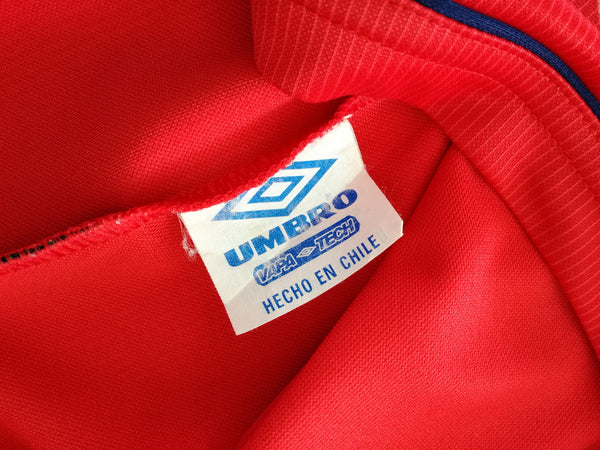 UMBRO
VAPA TECH
HECHO EN CHILE